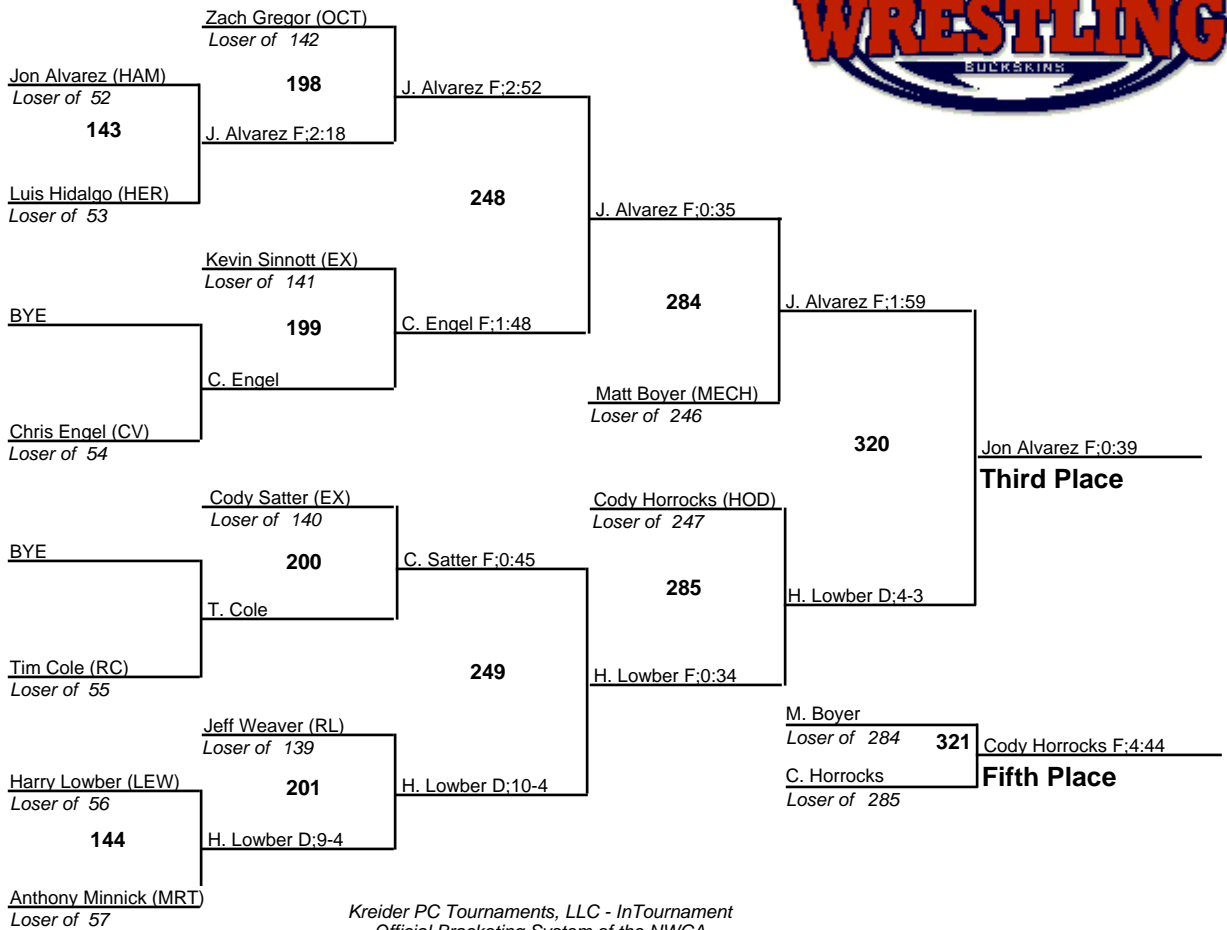 WRESTLING
BUCKSKINS
Zach Gregor (OCT)
Loser of 142
Jon Alvarez (HAM)
Loser of 52
198
J. Alvarez F;2:52
143
J. Alvarez F;2:18
Luis Hidalgo (HER)
Loser of 53
248
J. Alvarez F;0:35
Kevin Sinnott (EX)
Loser of 141
BYE
199
C. Engel F;1:48
284
J. Alvarez F;1:59
C. Engel
Matt Boyer (MECH)
Loser of 246
Chris Engel (CV)
Loser of 54
320
Jon Alvarez F;0:39
Third Place
Cody Satter (EX)
Loser of 140
Cody Horrocks (HOD)
Loser of 247
BYE
200
C. Satter F;0:45
285
H. Lowber D;4-3
T. Cole
Tim Cole (RC)
Loser of 55
249
H. Lowber F;0:34
Jeff Weaver (RL)
Loser of 139
M. Boyer
Loser of 284
321
Cody Horrocks F;4:44
Fifth Place
C. Horrocks
Loser of 285
Harry Lowber (LEW)
Loser of 56
201
H. Lowber D;10-4
144
H. Lowber D;9-4
Anthony Minnick (MRT)
Loser of 57
Kreider PC Tournaments, LLC - InTournament
Official Bracketing System of the NWCA